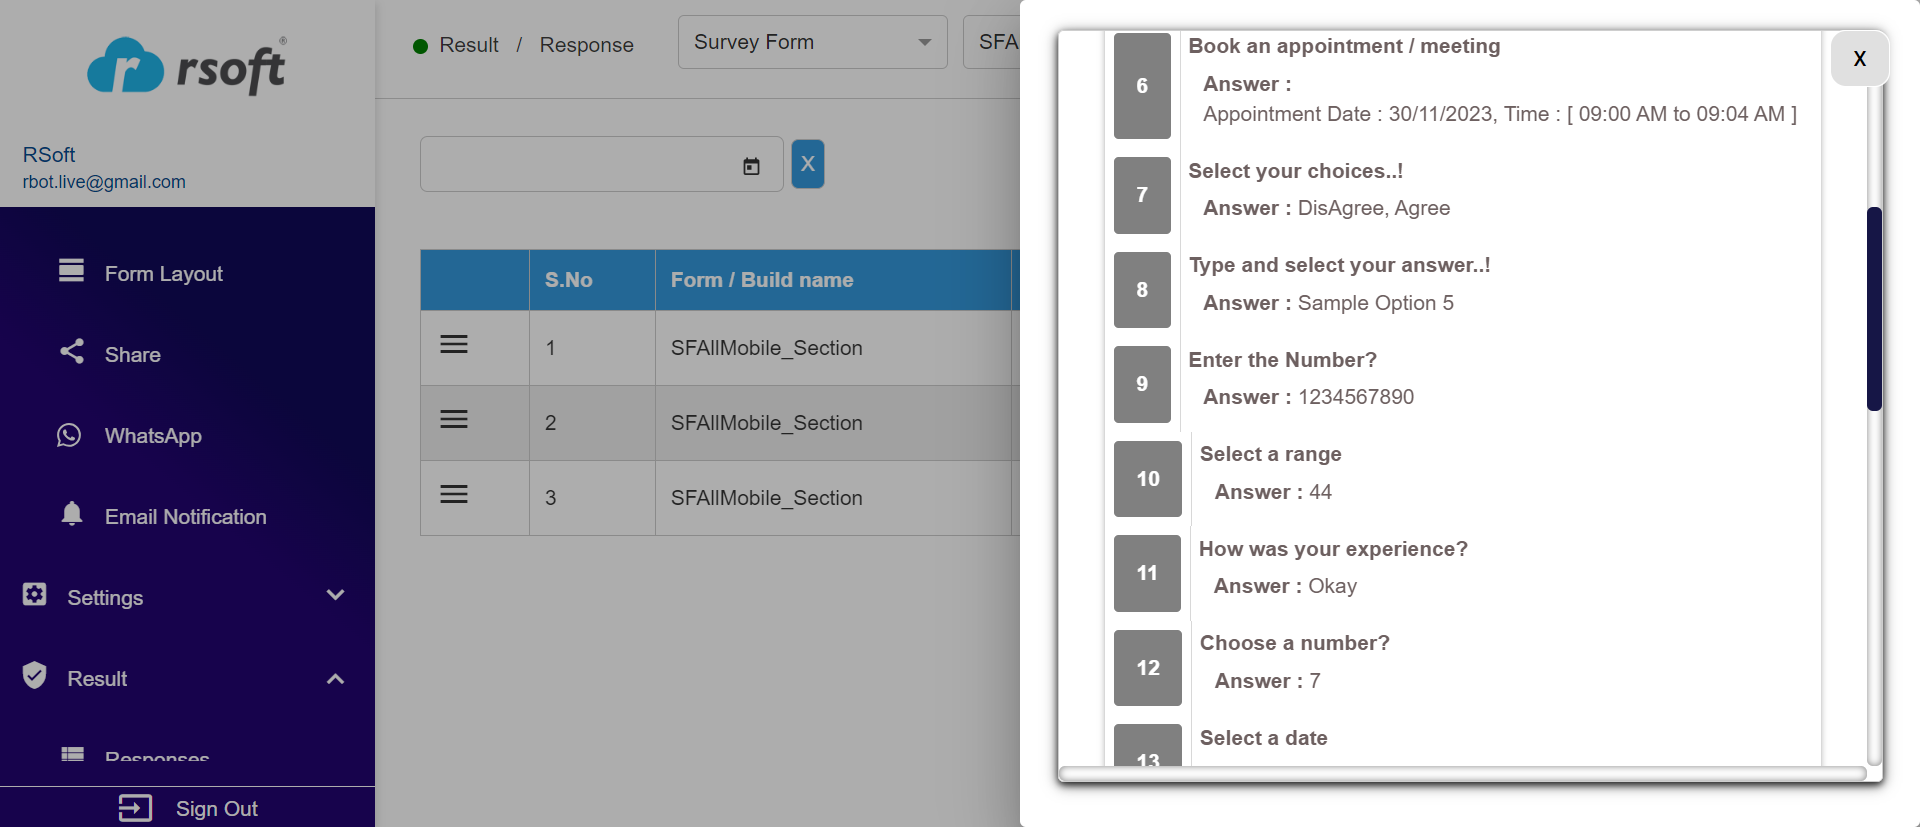 rsoft
®
RSoft
rbot.live@gmail.com
Form Layout
Share
WhatsApp
Email Notification
Settings
Result
Responses
Sign Out
Result / Response
Survey Form
SFA
X
S.No Form / Build name
1 SFAllMobile_Section
2 SFAllMobile_Section
3 SFAllMobile_Section
X
6 Book an appointment / meeting
Answer :
Appointment Date : 30/11/2023, Time : [ 09:00 AM to 09:04 AM ]
7 Select your choices..!
Answer : DisAgree, Agree
8 Type and select your answer..!
Answer : Sample Option 5
9 Enter the Number?
Answer : 1234567890
10 Select a range
Answer : 44
11 How was your experience?
Answer : Okay
12 Choose a number?
Answer : 7
13 Select a date